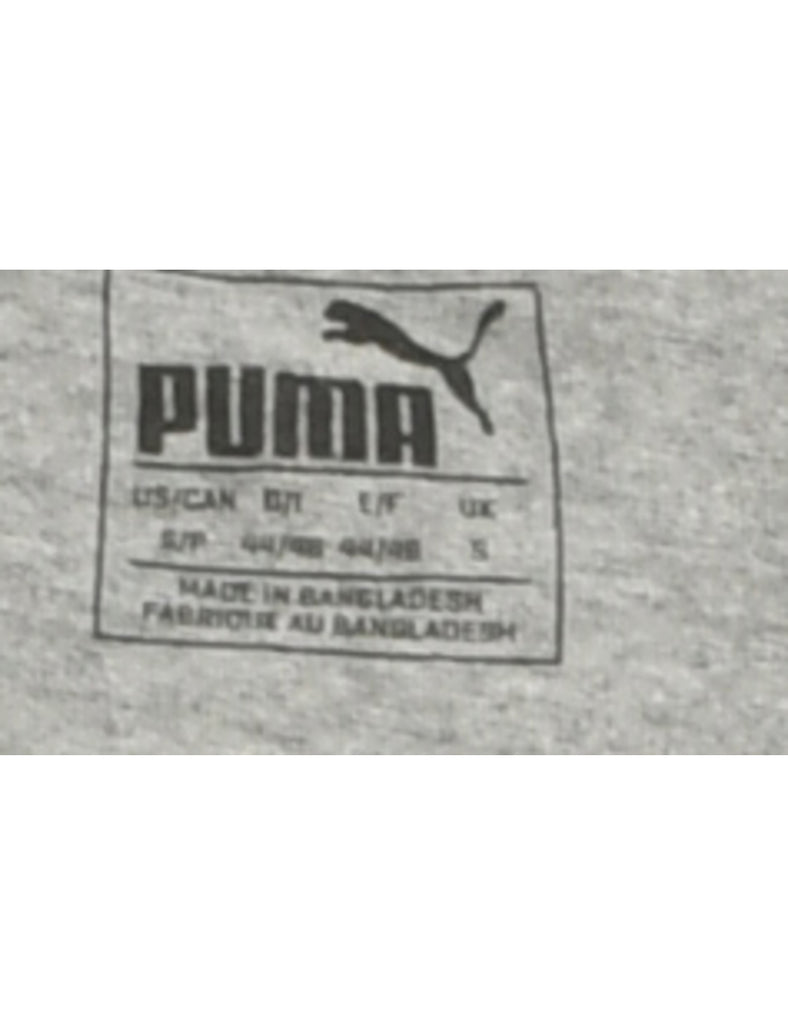 PUMA
US/CAN D/I E/F UK
S/P 44/46 44/46 S
MADE IN BANGLADESH
FABRIQUE AU BANGLADESH